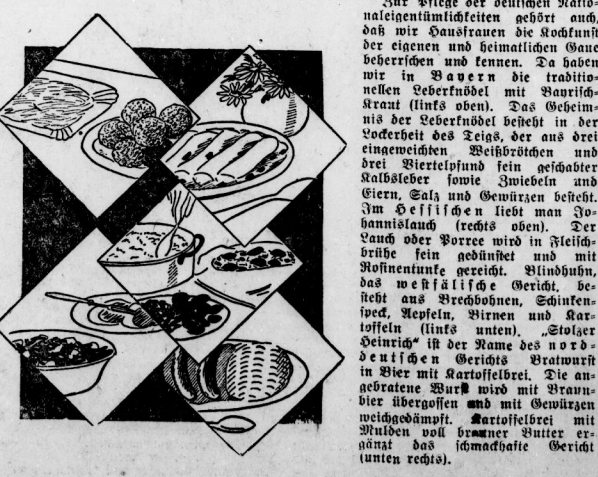 Zur Pflege der deutschen Natio-
naleigentümlichkeiten gehört auch,
daß wir Hausfrauen die Kochkunst
der eigenen und heimatlichen Gaue
beherrschen und kennen. Da haben
wir in Bayern die traditio-
nellen Leberknödel mit Bayrisch-
Kraut (links oben). Das Geheim-
nis der Leberknödel besteht in der
Lockerheit des Teigs, der aus drei
eingeweichten Weißbrötchen und
drei Viertelpfund fein geschabter
Kalbsleber sowie Zwiebeln und
Eiern, Salz und Gewürzen besteht.
Im Hessischen liebt man Jo-
hannislauch (rechts oben). Der
Lauch oder Porree wird in Fleisch-
brühe fein gedünstet und mit
Rosinentunke gereicht. Blindhuhn,
das westfälische Gericht, be-
steht aus Brechbohnen, Schinken-
speck, Aepfeln, Birnen und Kar-
toffeln (links unten). „Stolzer
Heinrich“ ist der Name des nord-
deutschen Gerichts Bratwurst
in Bier mit Kartoffelbrei. Die an-
gebratene Wurst wird mit Braun-
bier übergossen und mit Gewürzen
weichgedämpft. Kartoffelbrei mit
Mulden voll brauner Butter er-
gänzt das schmackhafte Gericht
(unten rechts).